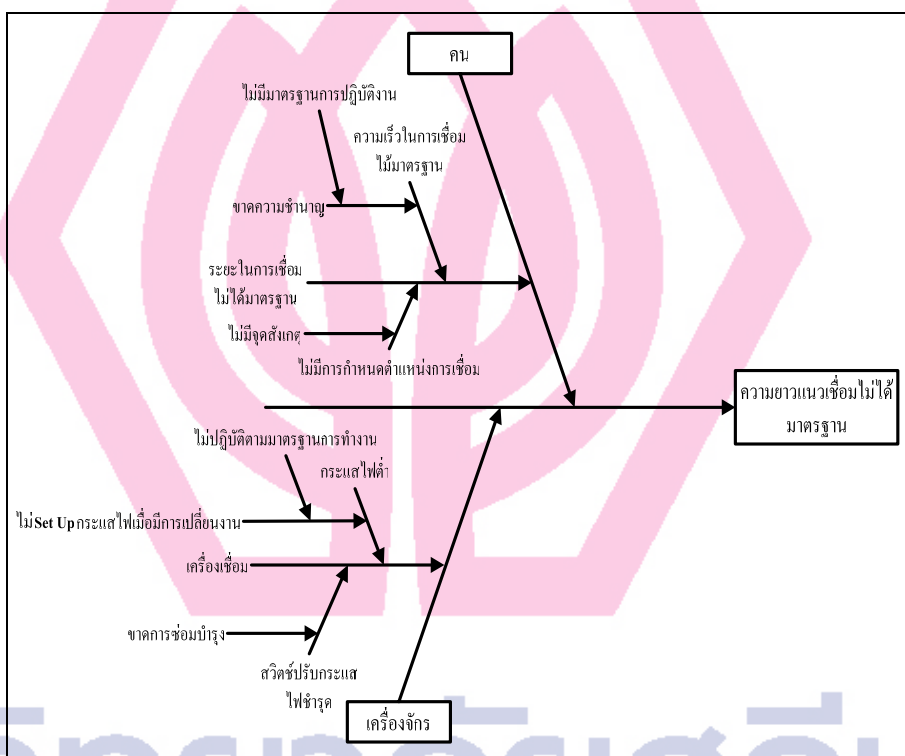 คน
ไม่มีมาตรฐานการปฏิบัติงาน
ความเร็วในการเชื่อม
ไม้มาตรฐาน
ขาดความชำนาญ
ระยะในการเชื่อม
ไม่ได้มาตรฐาน
ไม่มีจุดสังเกตุ
ไม่มีการกำหนดตำแหน่งการเชื่อม
ความยาวแนวเชื่อมไม่ได้
มาตรฐาน
ไม่ปฏิบัติตามมาตรฐานการทำงาน
กระแสไฟต่ำ
ไม่Set Upกระแสไฟเมื่อมีการเปลี่ยนงาน
เครื่องเชื่อม
ขาดการซ่อมบำรุง
สวิตช์ปรับกระแส
ไฟชำรุด
เครื่องจักร